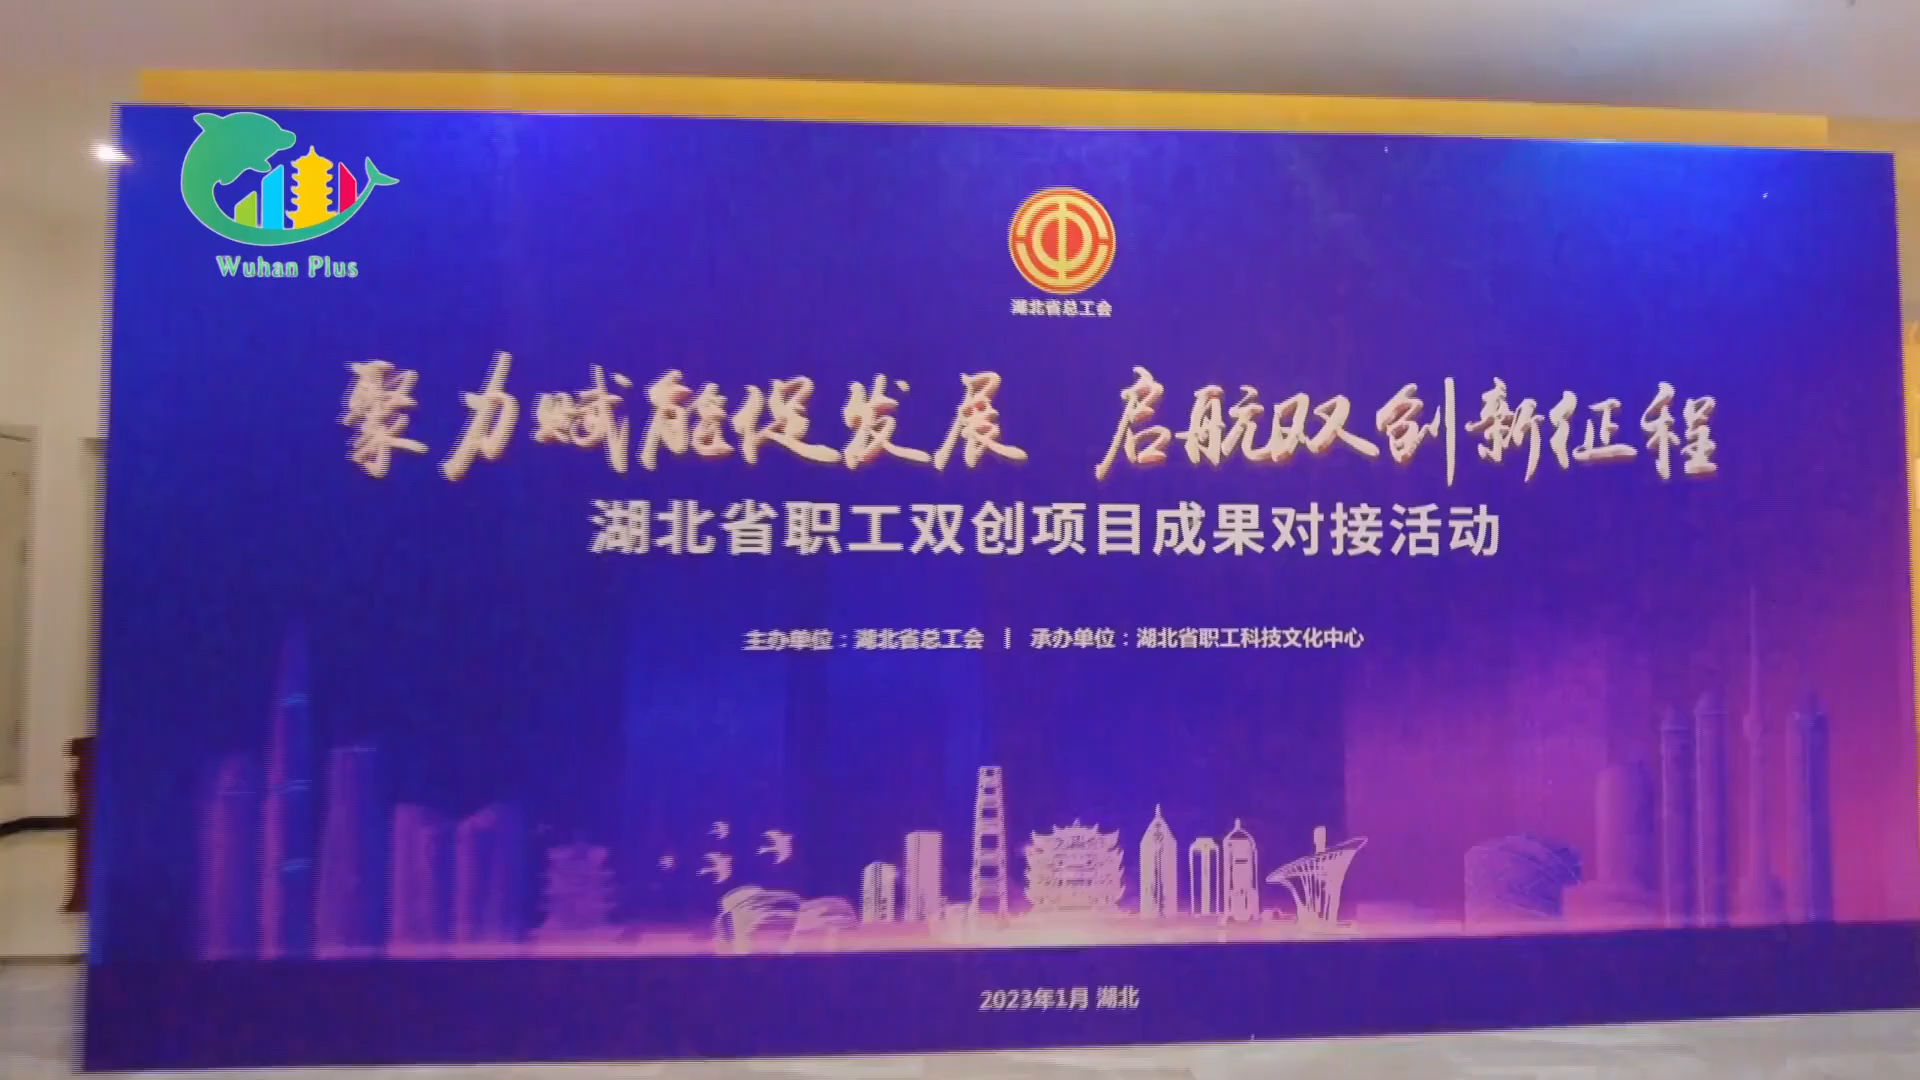 Wuhan Plus
湖北省总工会
聚力赋能促发展 启航双创新征程
湖北省职工双创项目成果对接活动
主办单位：湖北省总工会 | 承办单位：湖北省职工科技文化中心
2023年1月 湖北